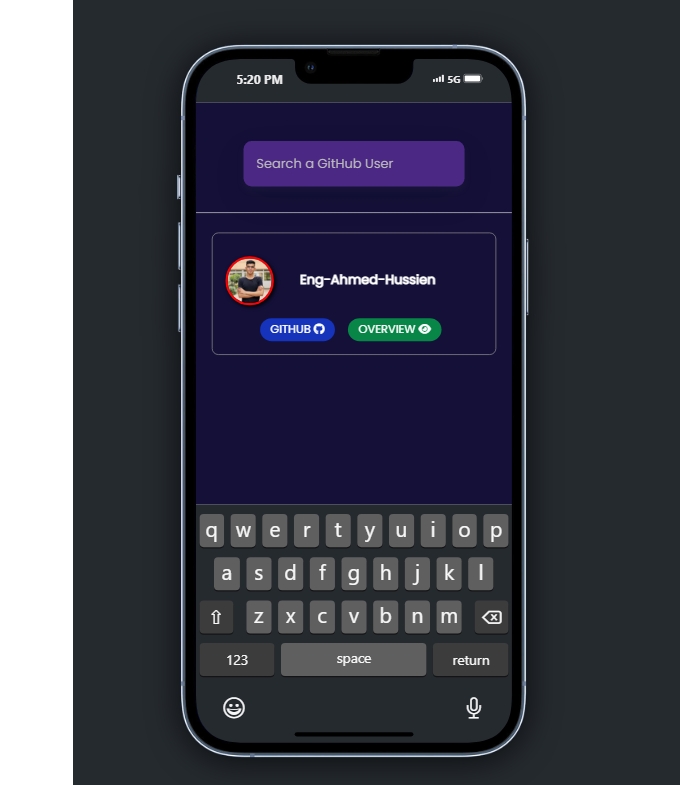 5:20 PM 5G
Search a GitHub User
Eng-Ahmed-Hussien
GITHUB OVERVIEW
q w e r t y u i o p
a s d f g h j k l
z x c v b n m
123 space return